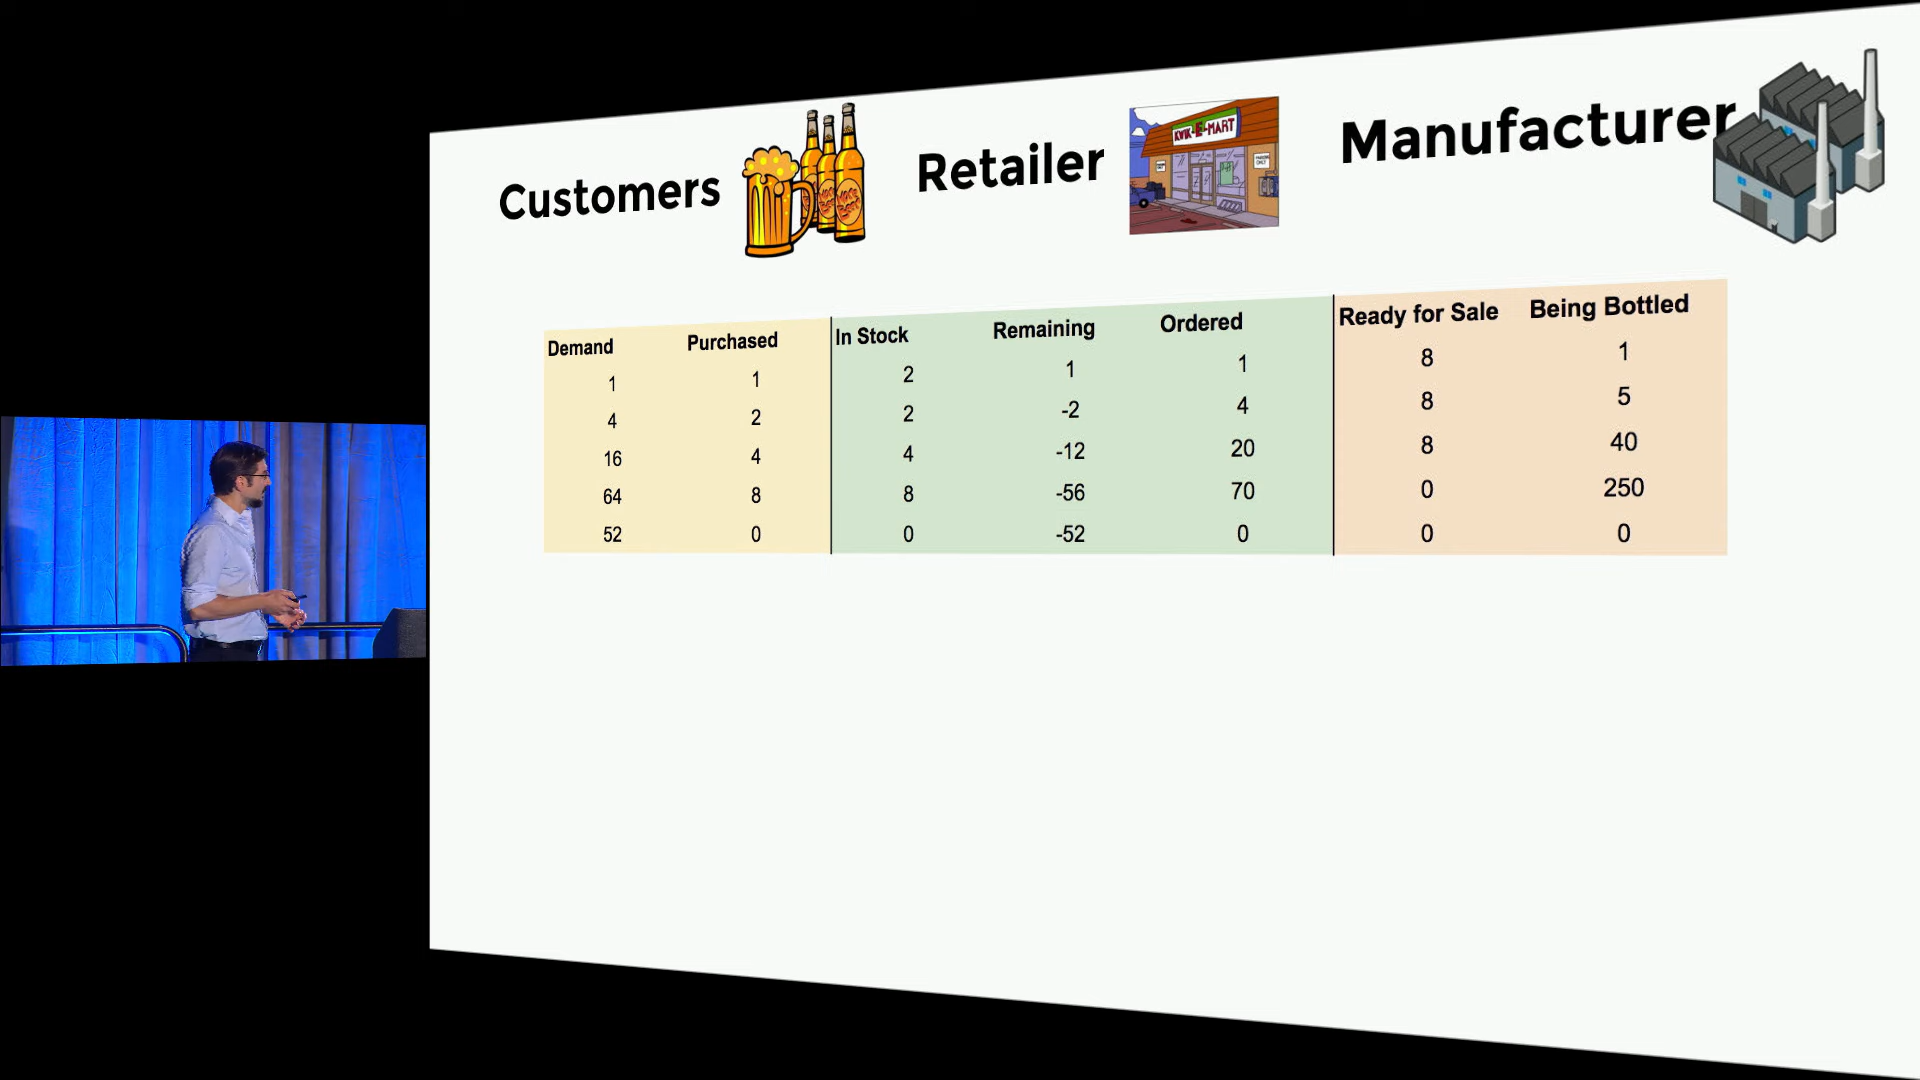 Customers Retailer Manufacturer
KWIK-E-MART
Demand Purchased In Stock Remaining Ordered Ready for Sale Being Bottled
1 1 2 1 1 8 1
4 2 2 -2 4 8 5
16 4 4 -12 20 8 40
64 8 8 -56 70 0 250
52 0 0 -52 0 0 0